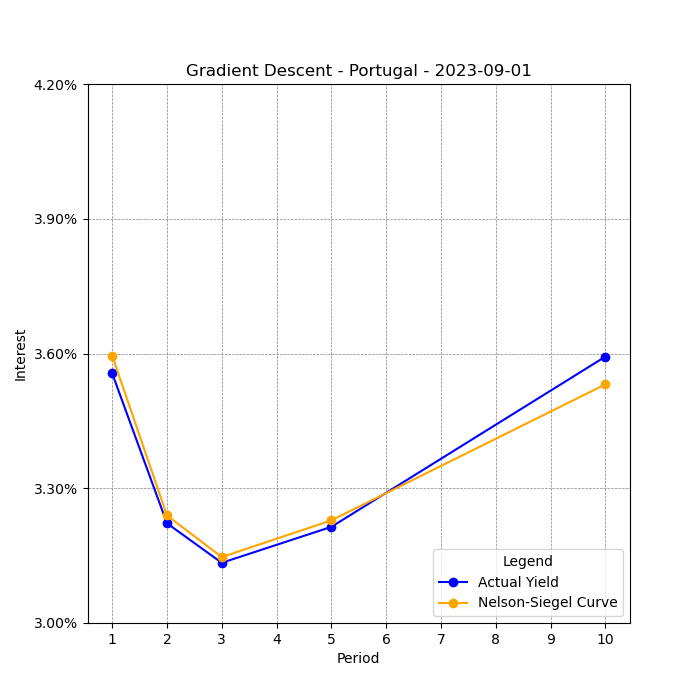 Gradient Descent - Portugal - 2023-09-01
4.20%
3.90%
3.60%
3.30%
3.00%
Interest
1 2 3 4 5 6 7 8 9 10
Period
Legend
Actual Yield
Nelson-Siegel Curve